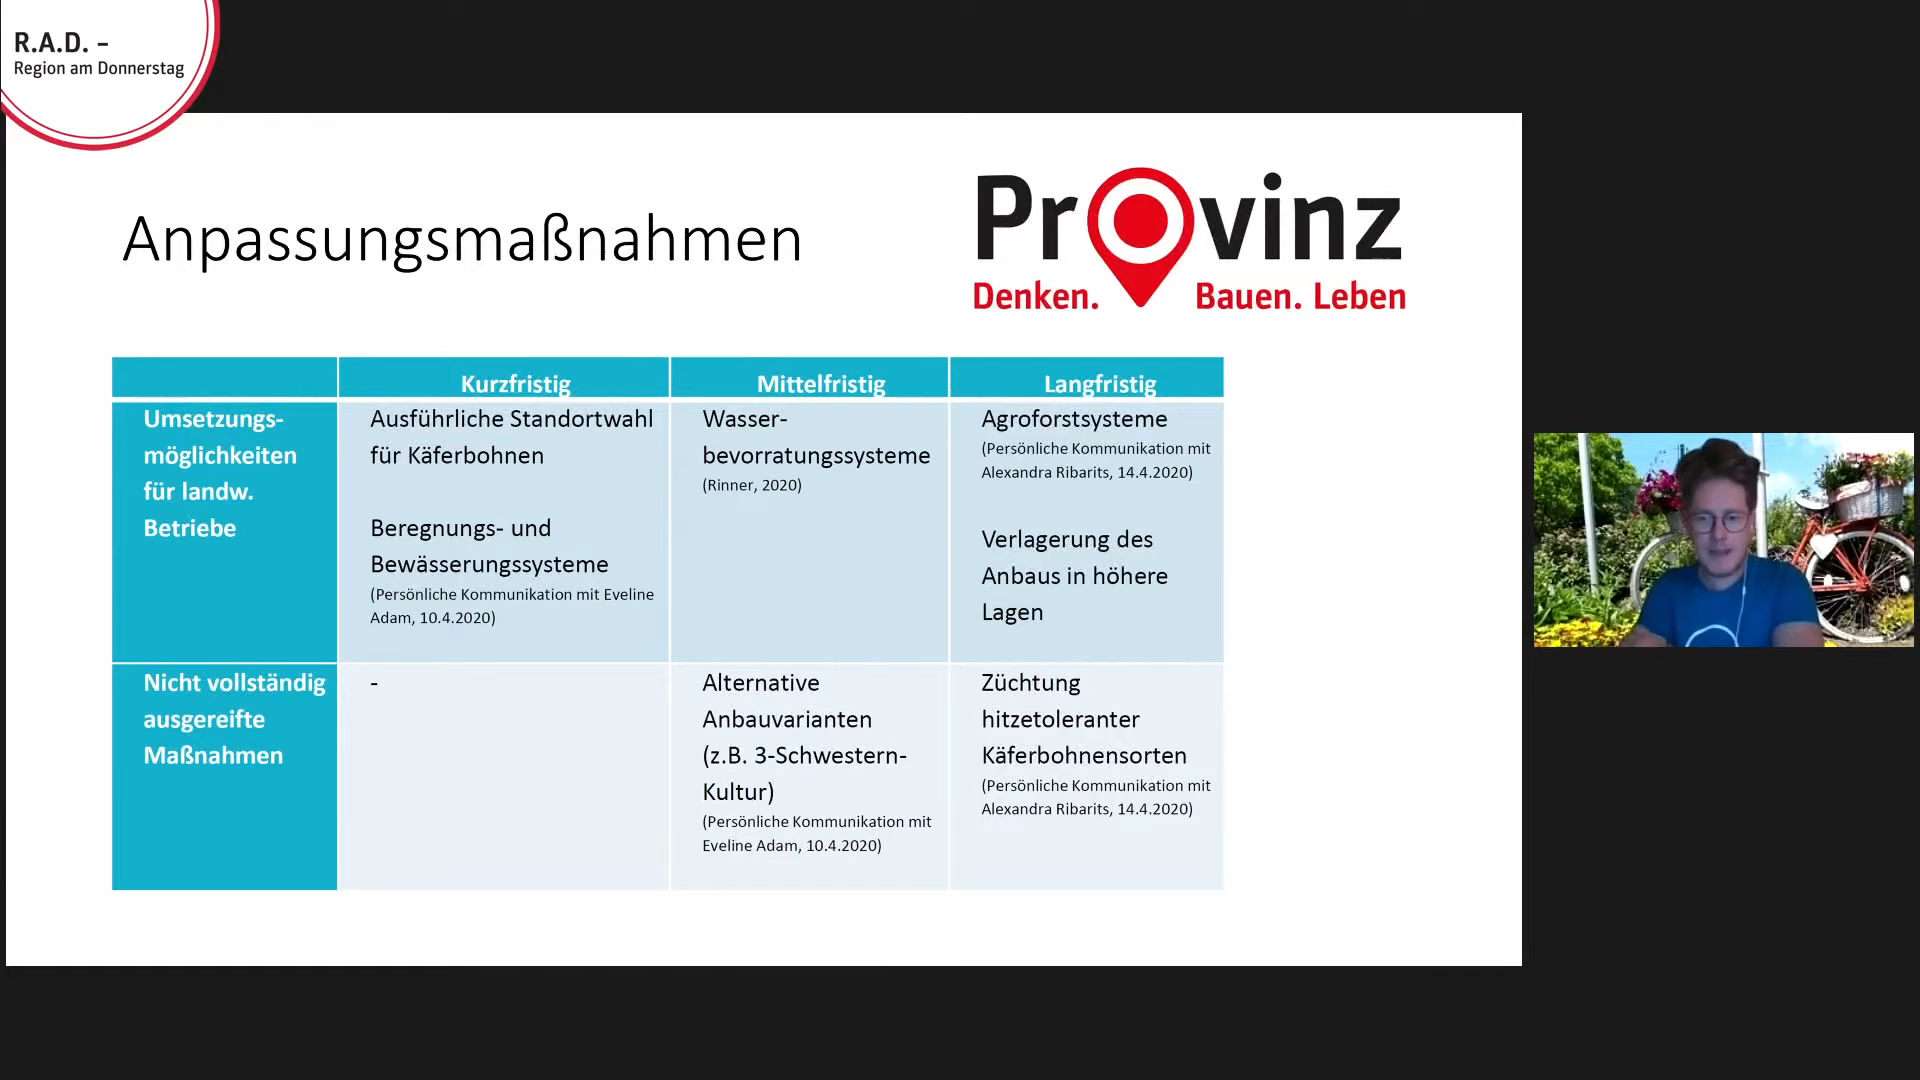 R.A.D. –
Region am Donnerstag
Anpassungsmaßnahmen
Provinz
Denken. Bauen. Leben
Kurzfristig
Mittelfristig
Langfristig
Umsetzungs-
möglichkeiten
für landw.
Betriebe
Ausführliche Standortwahl
für Käferbohnen
Beregnungs- und
Bewässerungssysteme
(Persönliche Kommunikation mit Eveline
Adam, 10.4.2020)
Wasser-
bevorratungssysteme
(Rinner, 2020)
Agroforstsysteme
(Persönliche Kommunikation mit
Alexandra Ribarits, 14.4.2020)
Verlagerung des
Anbaus in höhere
Lagen
Nicht vollständig
ausgereifte
Maßnahmen
-
Alternative
Anbauvarianten
(z.B. 3-Schwestern-
Kultur)
(Persönliche Kommunikation mit
Eveline Adam, 10.4.2020)
Züchtung
hitzetoleranter
Käferbohnensorten
(Persönliche Kommunikation mit
Alexandra Ribarits, 14.4.2020)